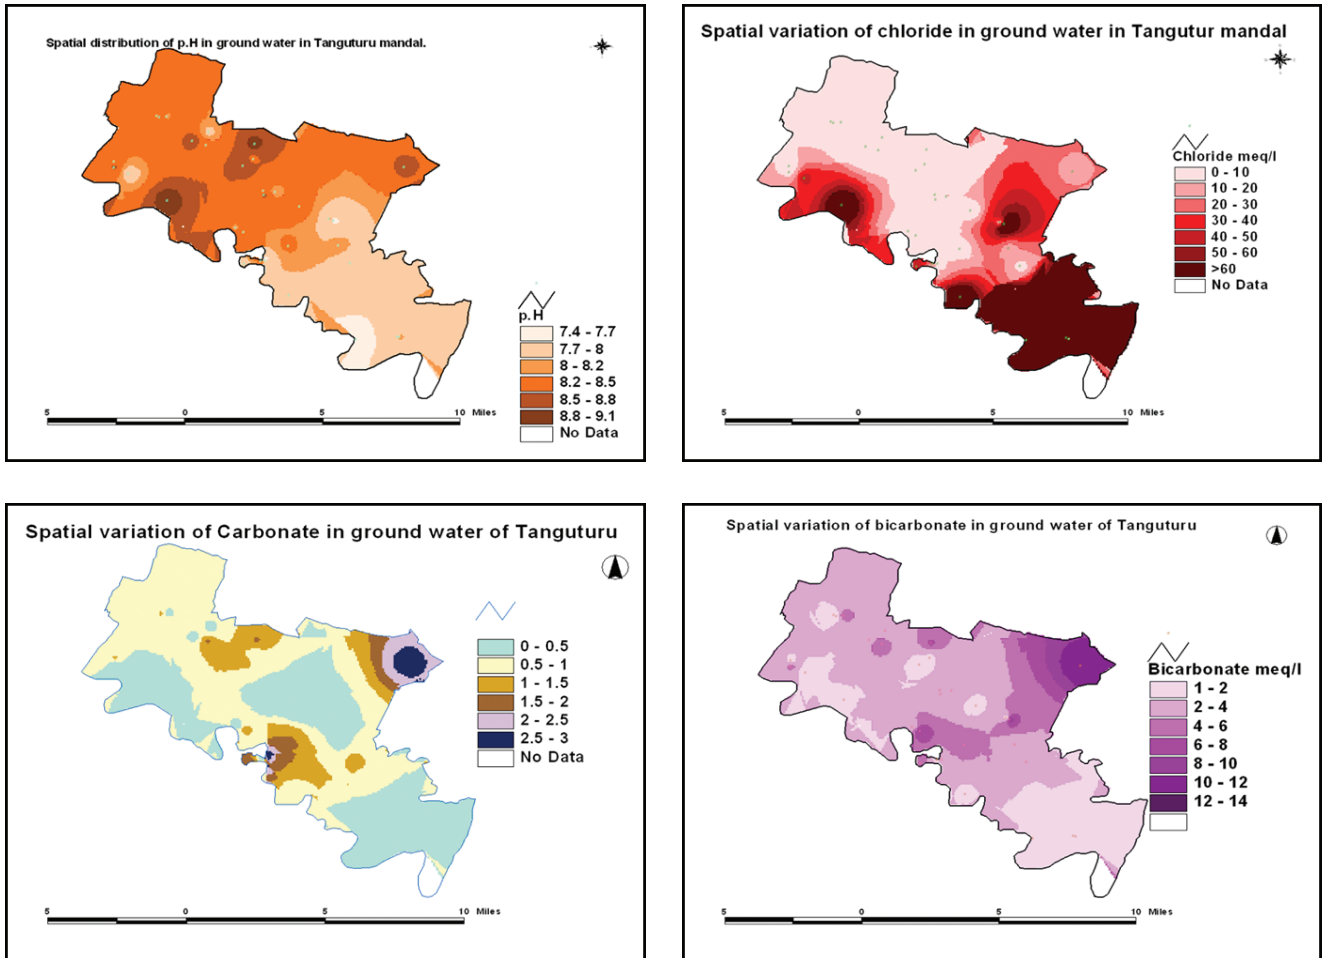 Spatial distribution of p.H in ground water in Tanguturu mandal.
p.H
7.4 - 7.7
7.7 - 8
8 - 8.2
8.2 - 8.5
8.5 - 8.8
8.8 - 9.1
No Data
5 0 5 10 Miles
Spatial variation of chloride in ground water in Tangutur mandal
Chloride meq/l
0 - 10
10 - 20
20 - 30
30 - 40
40 - 50
50 - 60
>60
No Data
5 0 5 10 Miles
Spatial variation of Carbonate in ground water of Tanguturu
0 - 0.5
0.5 - 1
1 - 1.5
1.5 - 2
2 - 2.5
2.5 - 3
No Data
5 0 5 10 Miles
Spatial variation of bicarbonate in ground water of Tanguturu
Bicarbonate meq/l
1 - 2
2 - 4
4 - 6
6 - 8
8 - 10
10 - 12
12 - 14
5 0 5 10 Miles